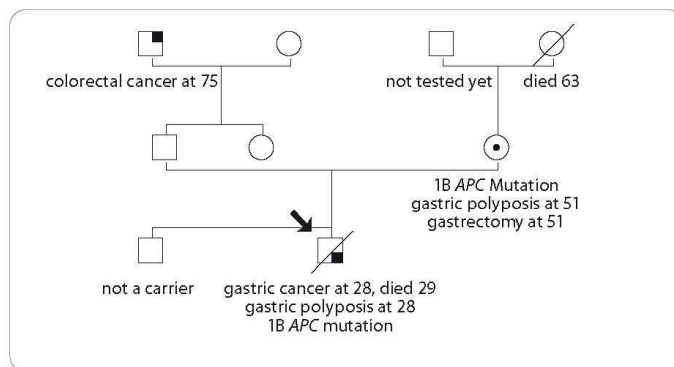 colorectal cancer at 75
not tested yet
died 63
1B APC Mutation
gastric polyposis at 51
gastrectomy at 51
not a carrier
gastric cancer at 28, died 29
gastric polyposis at 28
1B APC mutation